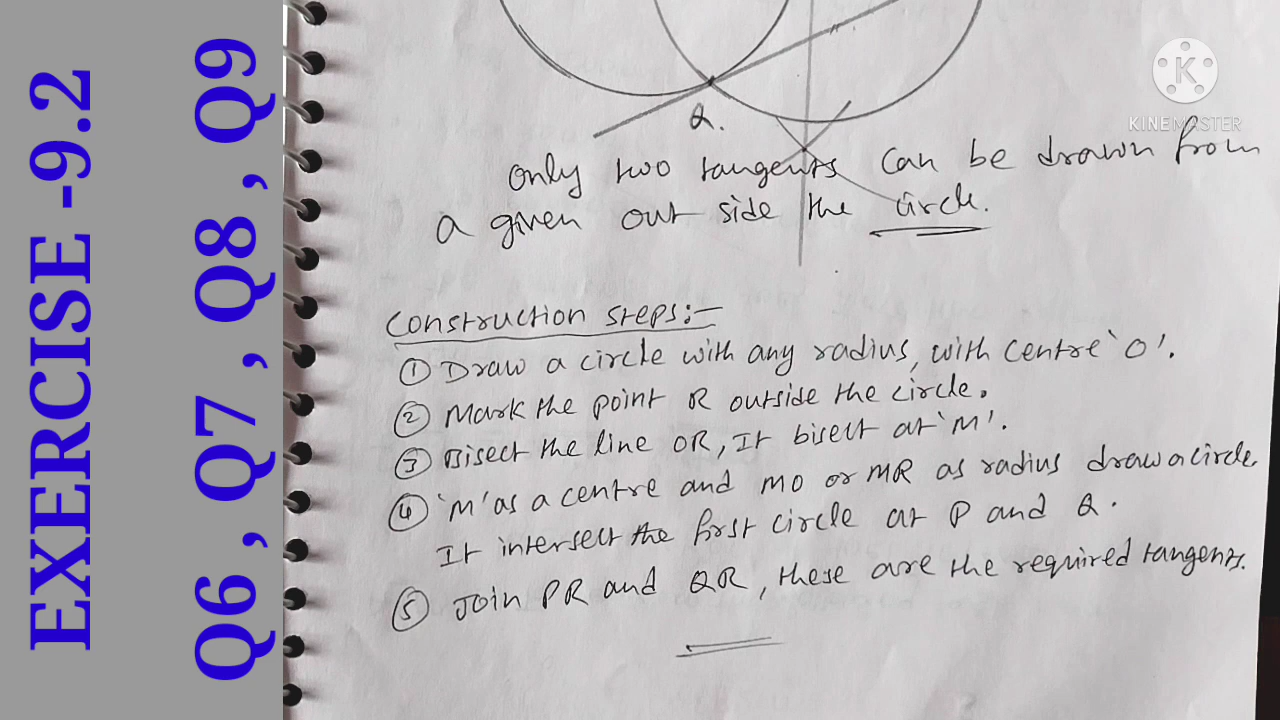 EXERCISE -9.2
Q6 , Q7 , Q8 , Q9
K
KINEMASTER
Q.
Only two tangents can be drawn from
a given out side the circle.
Construction steps:-
① Draw a circle with any radius, with centre 'O'.
② Mark the point R outside the circle.
③ Bisect the line OR, It bisect at 'M'.
④ 'M' as a centre and MO or MR as radius draw a circle.
It intersect the first circle at P and Q.
⑤ Join PR and QR, these are the required tangents.